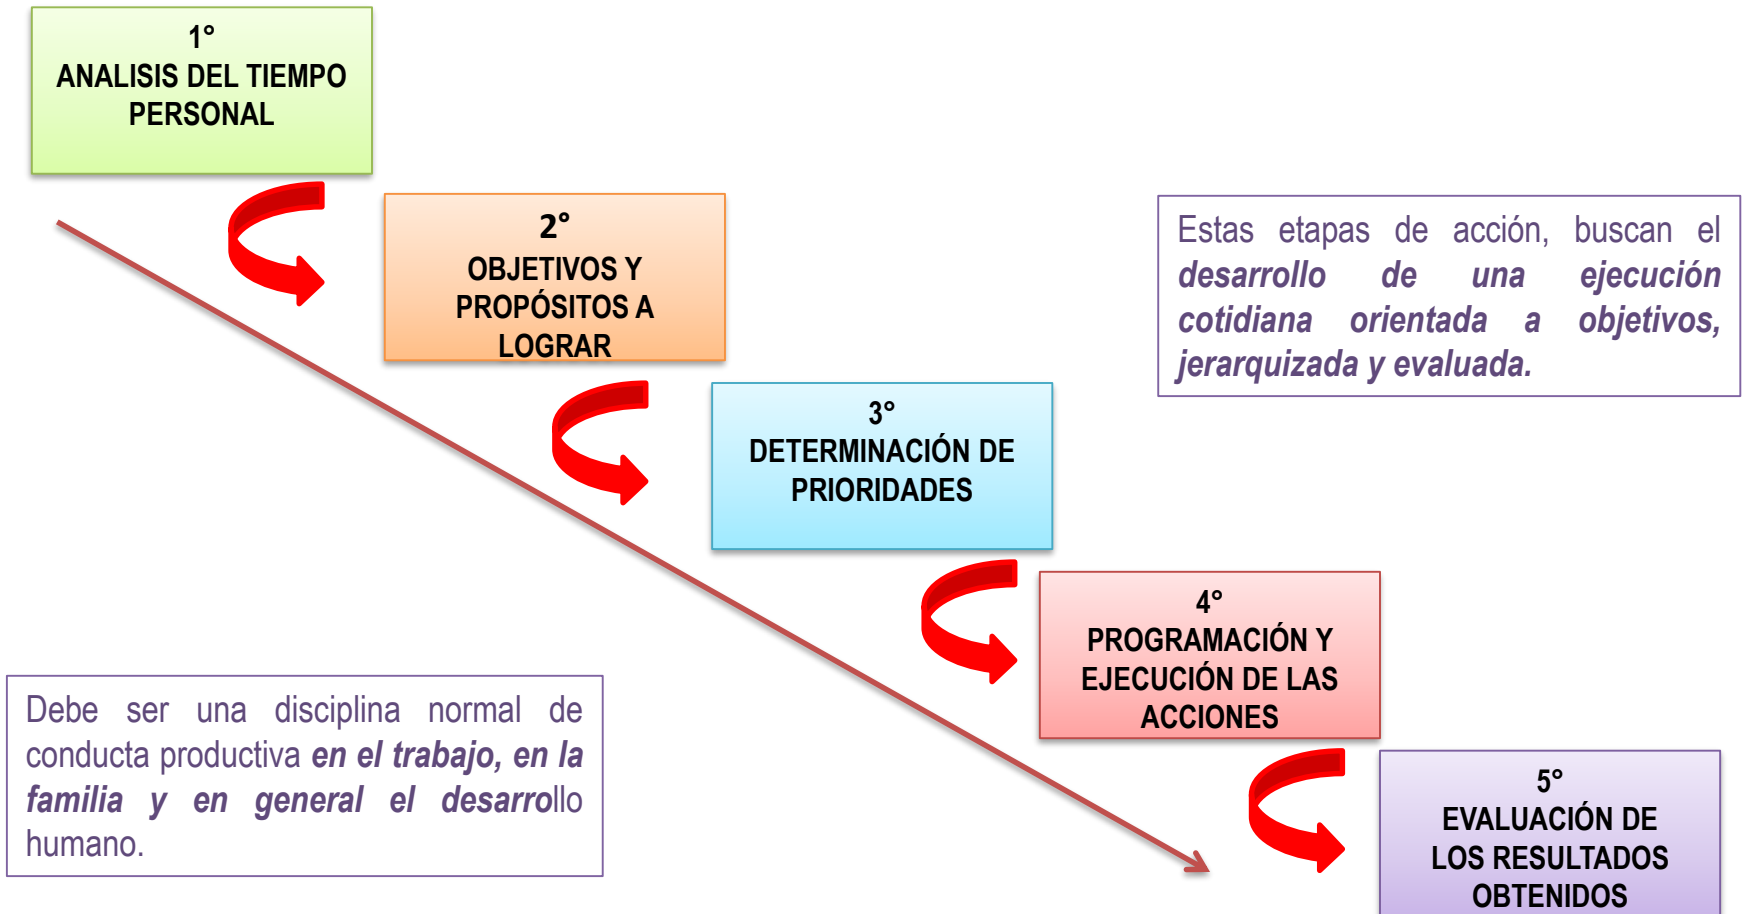 1°
ANALISIS DEL TIEMPO
PERSONAL
2°
OBJETIVOS Y
PROPÓSITOS A
LOGRAR
Estas etapas de acción, buscan el
desarrollo de una ejecución
cotidiana orientada a objetivos,
jerarquizada y evaluada.
3°
DETERMINACIÓN DE
PRIORIDADES
4°
PROGRAMACIÓN Y
EJECUCIÓN DE LAS
ACCIONES
Debe ser una disciplina normal de
conducta productiva en el trabajo, en la
familia y en general el desarrollo
humano.
5°
EVALUACIÓN DE
LOS RESULTADOS
OBTENIDOS